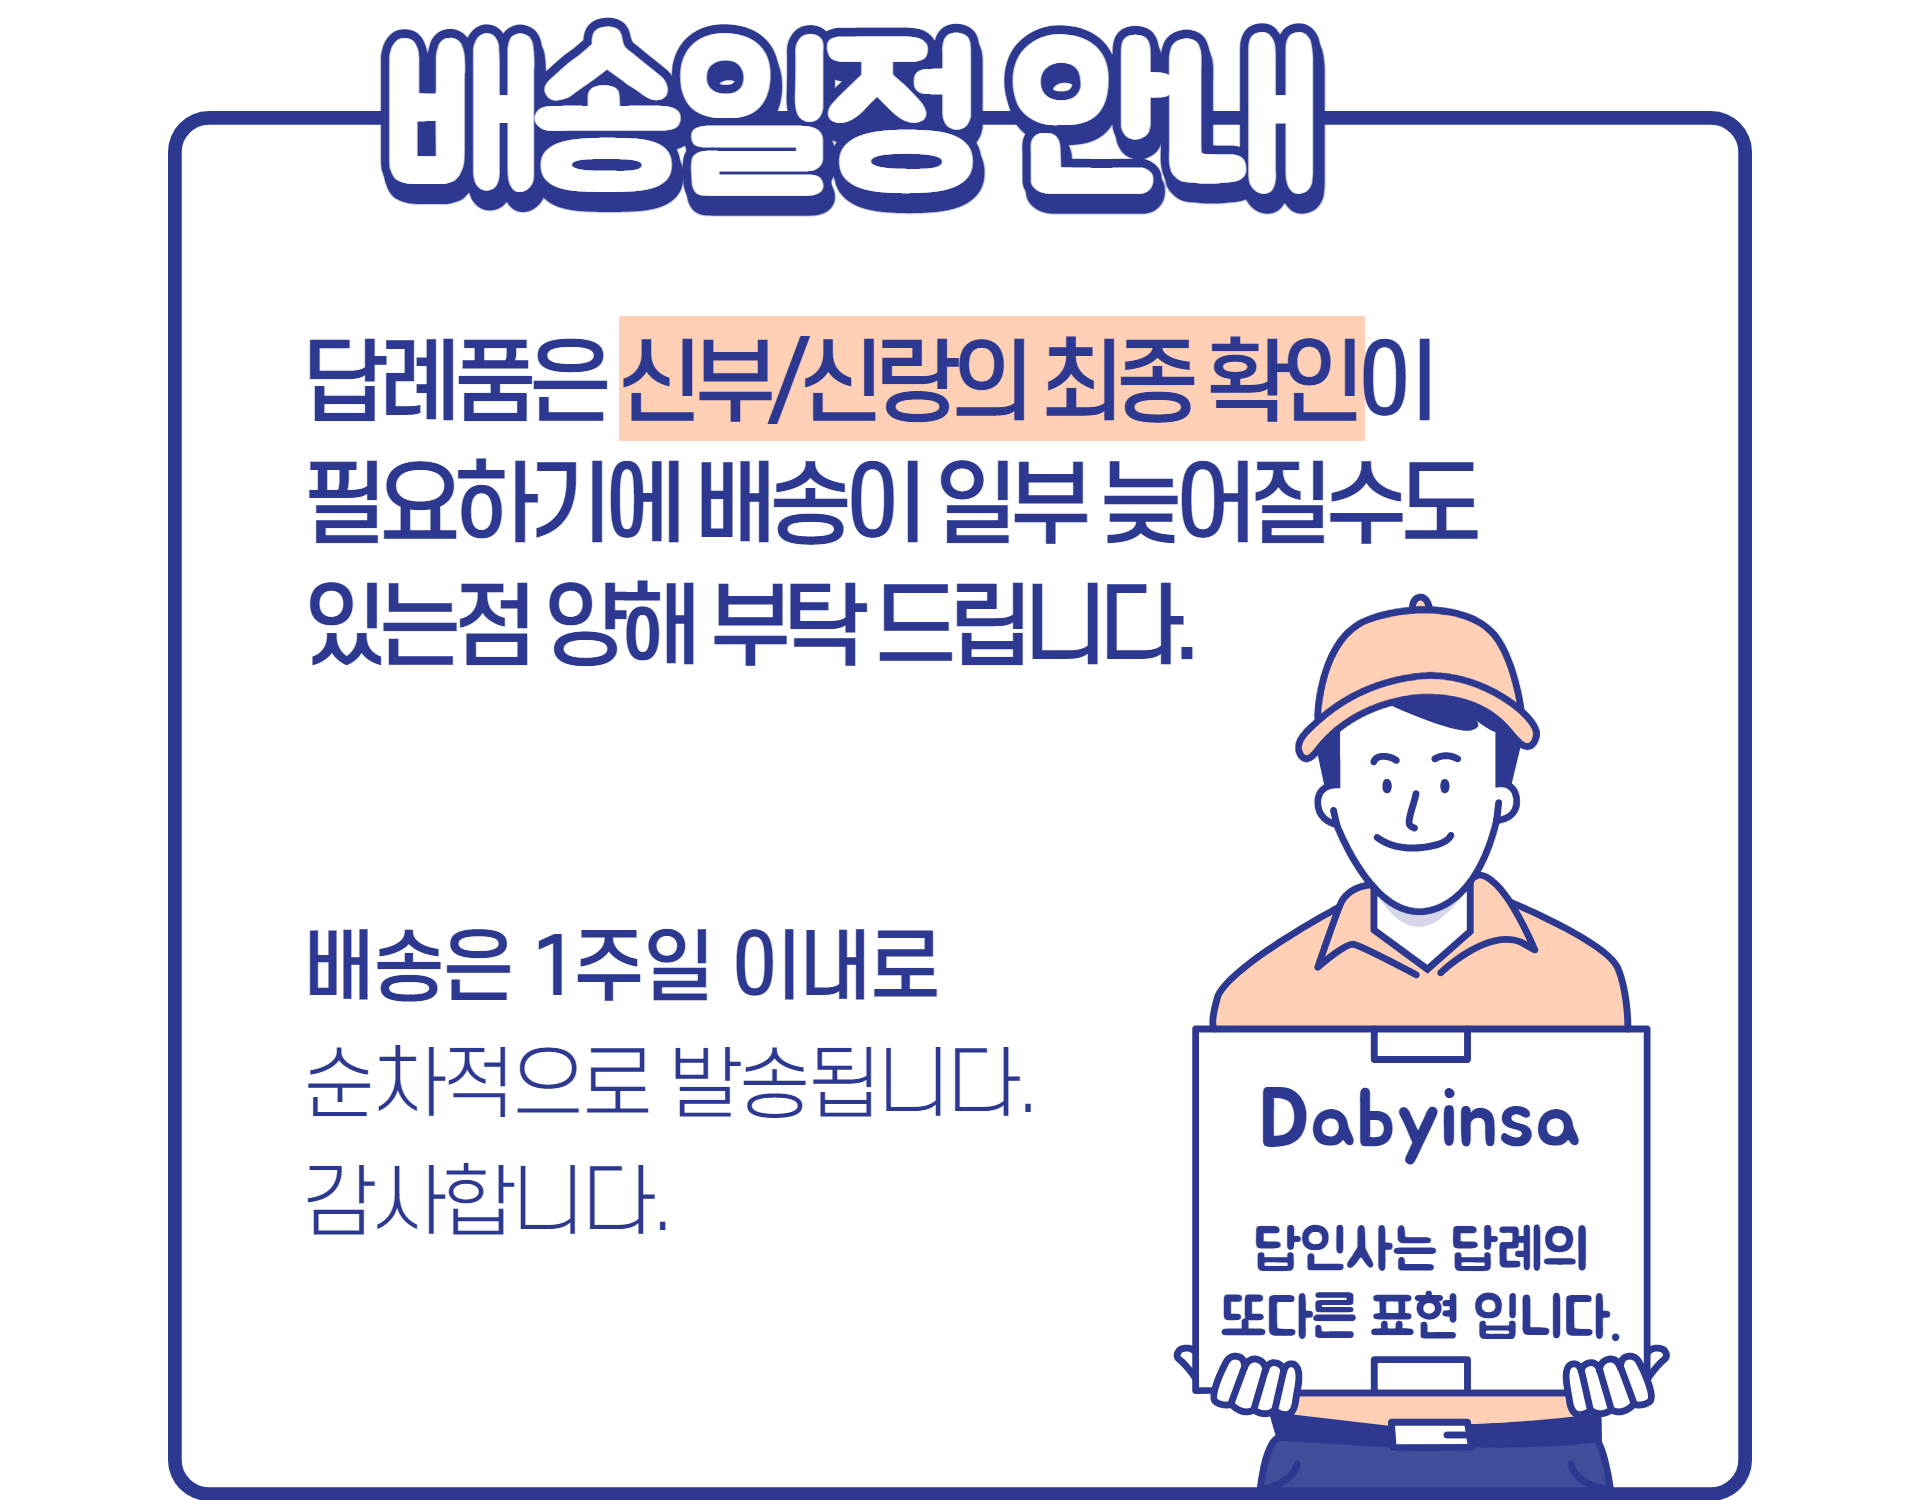 배송일정 안내
답례품은 신부/신랑의 최종 확인이
필요하기에 배송이 일부 늦어질수도
있는점 양해 부탁 드립니다.
배송은 1주일 이내로
순차적으로 발송됩니다.
감사합니다.
Dabyinsa
답인사는 답례의
또다른 표현 입니다.